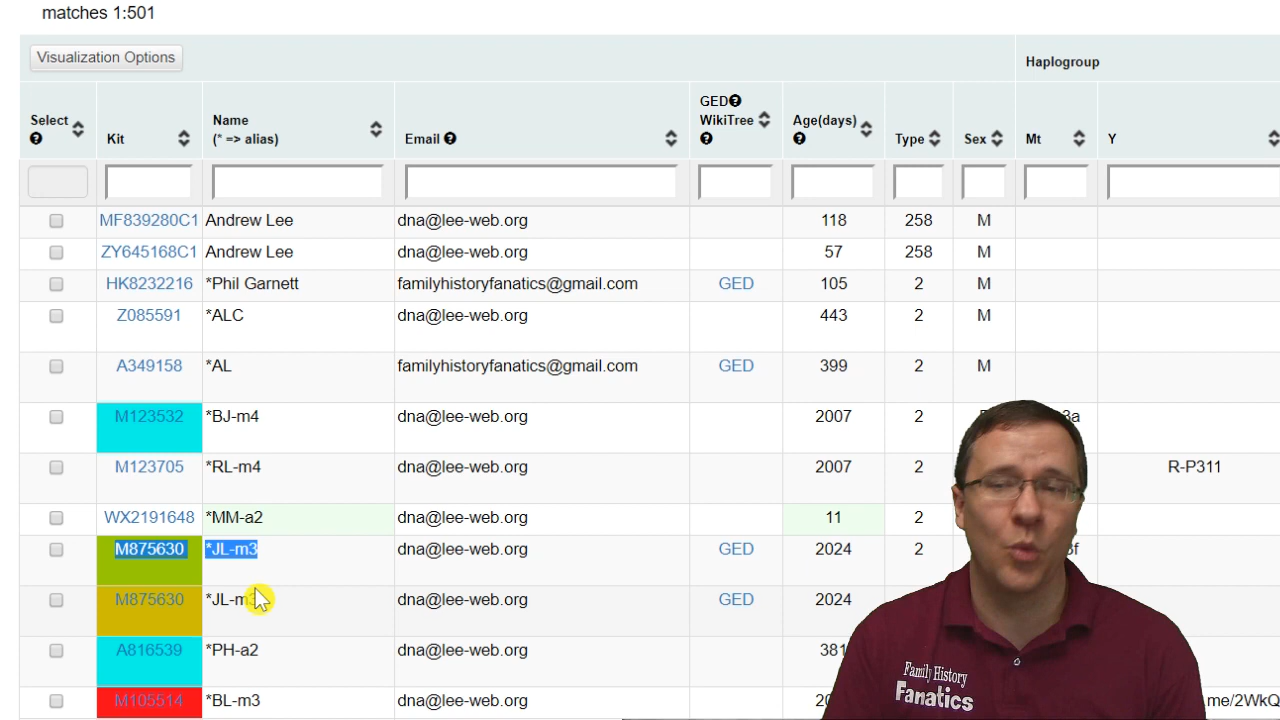 matches 1:501
Visualization Options
Haplogroup
Select
Kit
Name
(* => alias)
Email
GED
WikiTree
Age(days)
Type
Sex
Mt
Y
MF839280C1 Andrew Lee dna@lee-web.org 118 258 M
ZY645168C1 Andrew Lee dna@lee-web.org 57 258 M
HK8232216 *Phil Garnett familyhistoryfanatics@gmail.com GED 105 2 M
Z085591 *ALC dna@lee-web.org 443 2 M
A349158 *AL familyhistoryfanatics@gmail.com GED 399 2 M
M123532 *BJ-m4 dna@lee-web.org 2007 2
M123705 *RL-m4 dna@lee-web.org 2007 2 R-P311
WX2191648 *MM-a2 dna@lee-web.org 11 2
M875630 *JL-m3 dna@lee-web.org GED 2024 2
M875630 dna@lee-web.org GED 2024
A816539 *PH-a2 dna@lee-web.org 381
M105514 *BL-m3 dna@lee-web.org
Family History
Fanatics